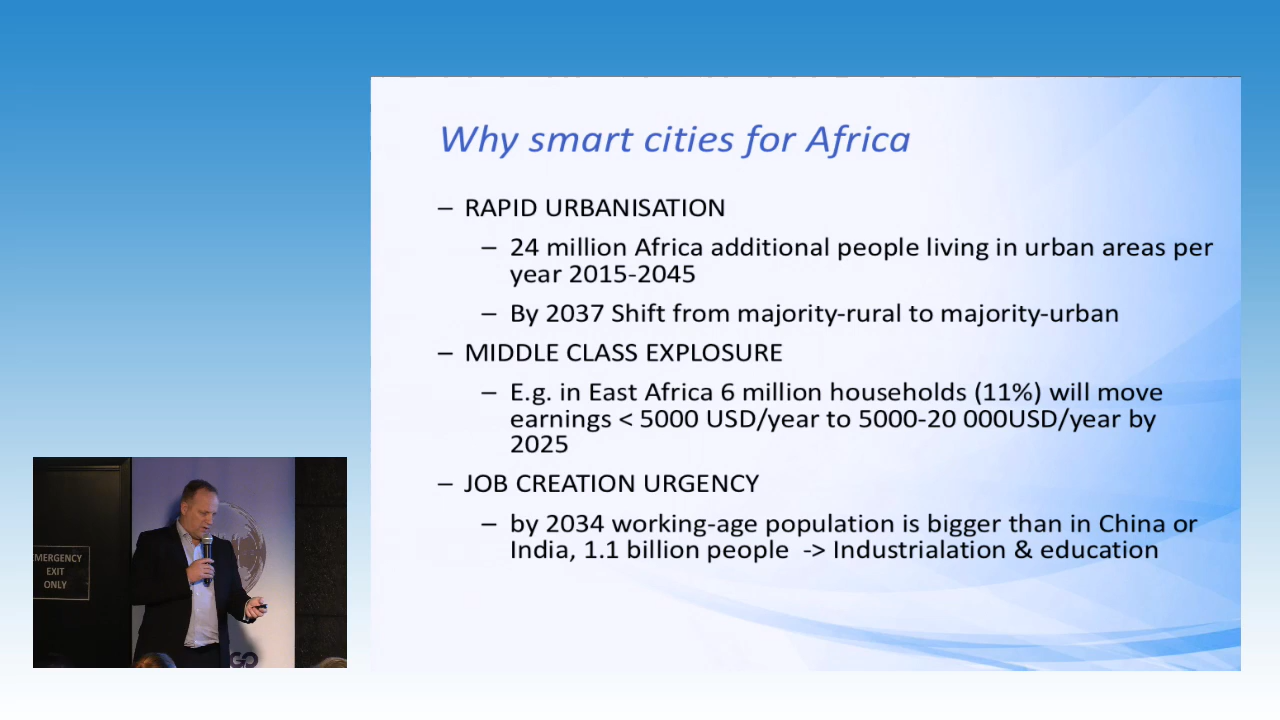 Why smart cities for Africa
– RAPID URBANISATION
– 24 million Africa additional people living in urban areas per
year 2015-2045
– By 2037 Shift from majority-rural to majority-urban
– MIDDLE CLASS EXPLOSURE
– E.g. in East Africa 6 million households (11%) will move
earnings < 5000 USD/year to 5000-20 000USD/year by
2025
– JOB CREATION URGENCY
– by 2034 working-age population is bigger than in China or
India, 1.1 billion people -> Industrialation & education
EMERGENCY
EXIT
ONLY
GO